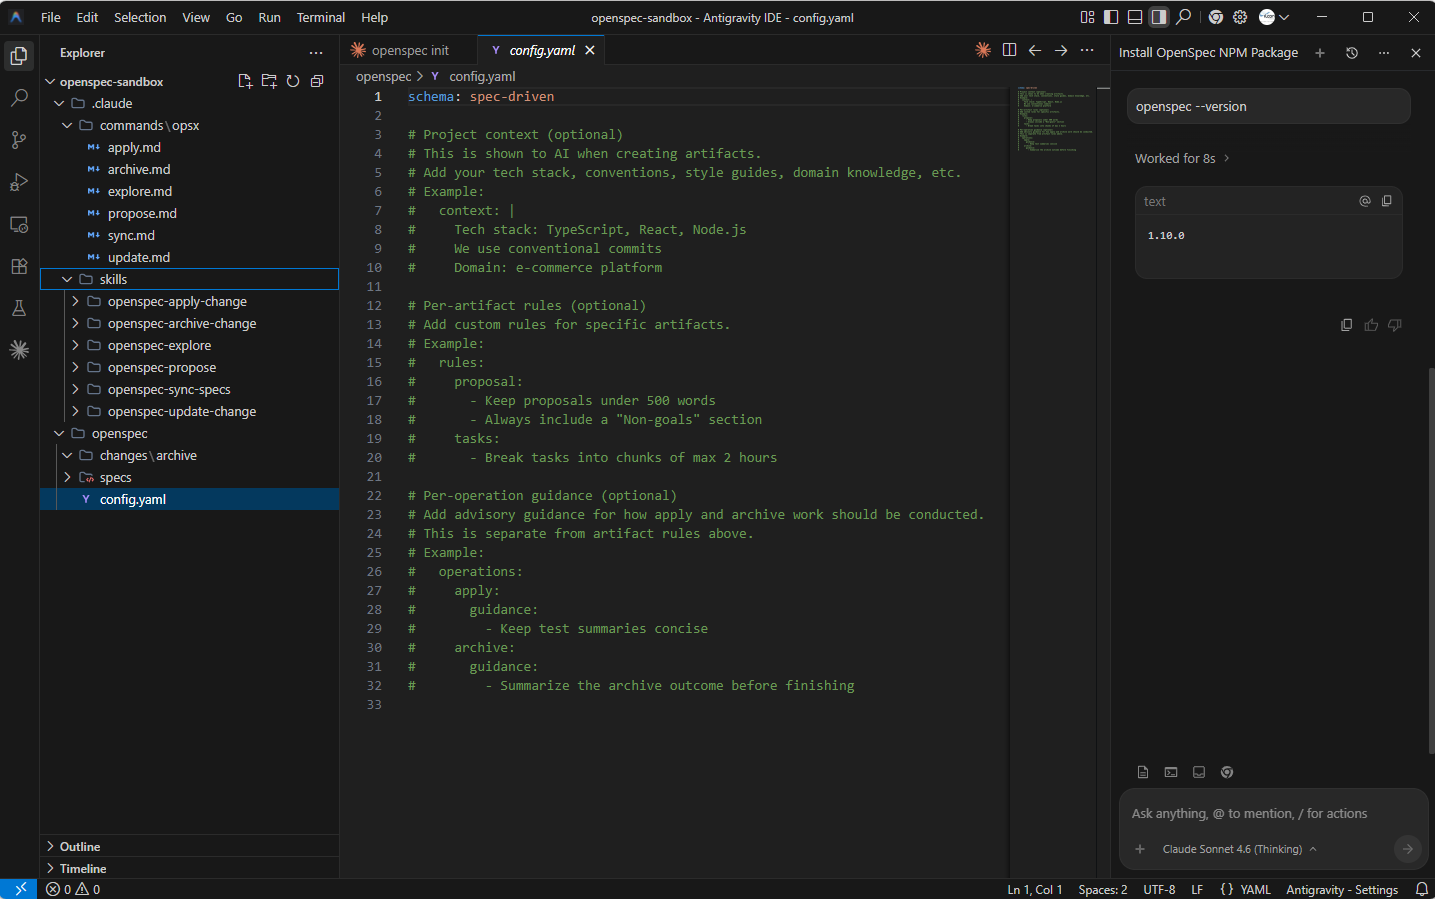 File Edit Selection View Go Run Terminal Help
openspec-sandbox - Antigravity IDE - config.yaml
Explorer
openspec-sandbox
.claude
commands\opsx
apply.md
archive.md
explore.md
propose.md
sync.md
update.md
skills
openspec-apply-change
openspec-archive-change
openspec-explore
openspec-propose
openspec-sync-specs
openspec-update-change
openspec
changes\archive
specs
config.yaml
Outline
Timeline
openspec init
config.yaml
openspec > config.yaml
1 schema: spec-driven
2
3 # Project context (optional)
4 # This is shown to AI when creating artifacts.
5 # Add your tech stack, conventions, style guides, domain knowledge, etc.
6 # Example:
7 #   context: |
8 #     Tech stack: TypeScript, React, Node.js
9 #     We use conventional commits
10 #     Domain: e-commerce platform
11
12 # Per-artifact rules (optional)
13 # Add custom rules for specific artifacts.
14 # Example:
15 #   rules:
16 #     proposal:
17 #       - Keep proposals under 500 words
18 #       - Always include a "Non-goals" section
19 #     tasks:
20 #       - Break tasks into chunks of max 2 hours
21
22 # Per-operation guidance (optional)
23 # Add advisory guidance for how apply and archive work should be conducted.
24 # This is separate from artifact rules above.
25 # Example:
26 #   operations:
27 #     apply:
28 #       guidance:
29 #         - Keep test summaries concise
30 #     archive:
31 #       guidance:
32 #         - Summarize the archive outcome before finishing
33
Install OpenSpec NPM Package
openspec --version
Worked for 8s >
text
1.10.0
Ask anything, @ to mention, / for actions
Claude Sonnet 4.6 (Thinking)
0 0
Ln 1, Col 1 Spaces: 2 UTF-8 LF {} YAML Antigravity - Settings